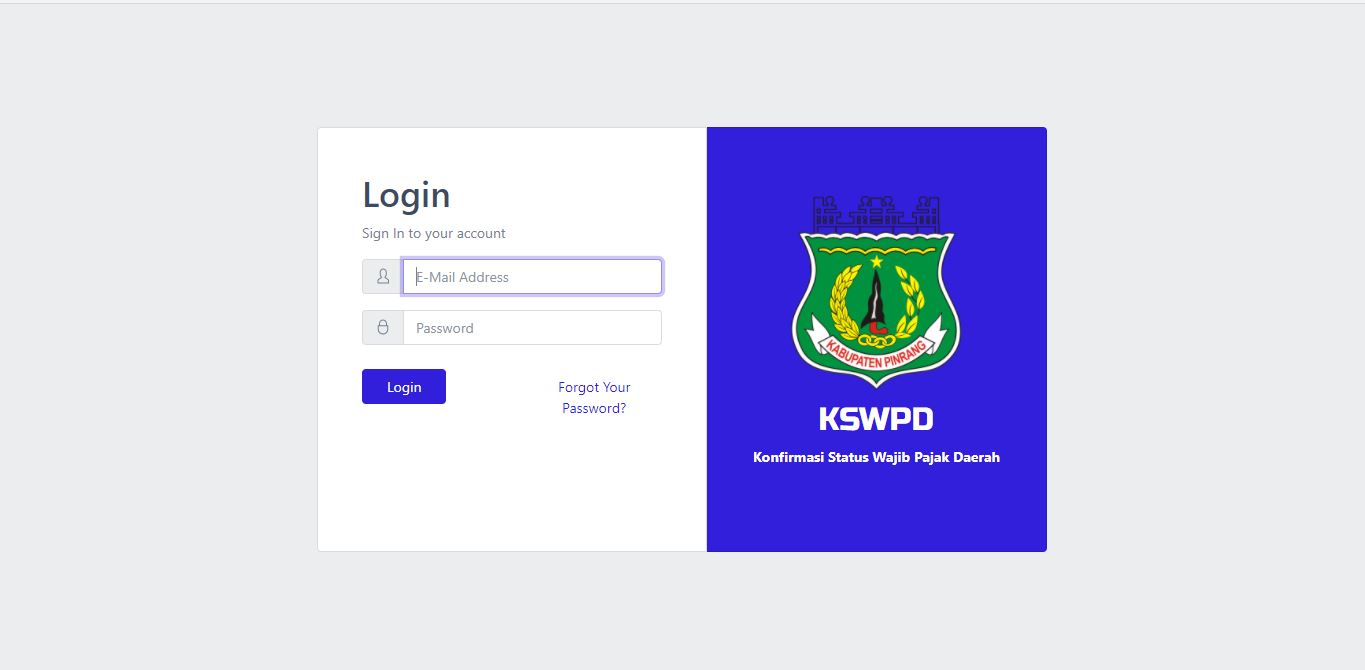 Login
Sign In to your account
E-Mail Address
Password
Login
Forgot Your
Password?
KABUPATEN PINRANG
KSWPD
Konfirmasi Status Wajib Pajak Daerah